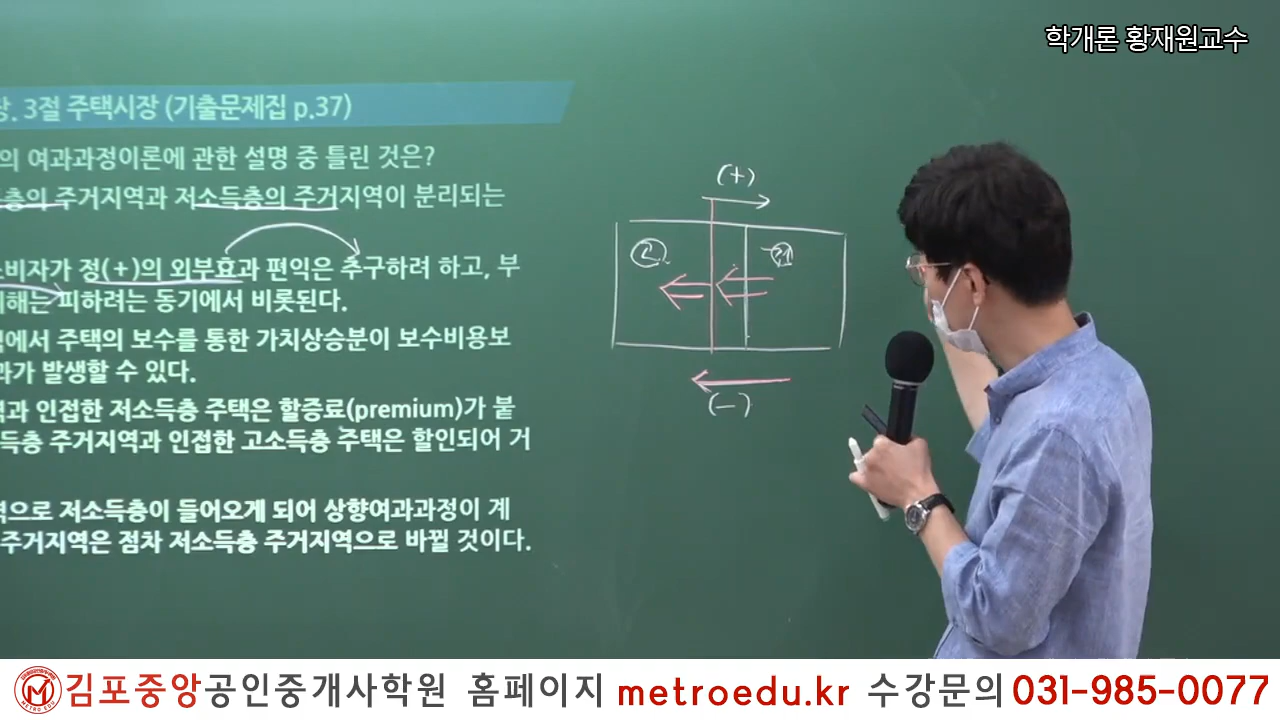 학개론 황재원교수
장. 3절 주택시장 (기출문제집 p.37)
의 여과과정이론에 관한 설명 중 틀린 것은?
층의 주거지역과 저소득층의 주거지역이 분리되는
소비자가 정(+)의 외부효과 편익은 추구하려 하고, 부
해는 피하려는 동기에서 비롯된다.
에서 주택의 보수를 통한 가치상승분이 보수비용보
과가 발생할 수 있다.
과 인접한 저소득층 주택은 할증료(premium)가 붙
득층 주거지역과 인접한 고소득층 주택은 할인되어 거
역으로 저소득층이 들어오게 되어 상향여과과정이 계
주거지역은 점차 저소득층 주거지역으로 바뀔 것이다.
(+)
②
(-)
김포중앙공인중개사학원 홈페이지 metroedu.kr 수강문의 031-985-0077